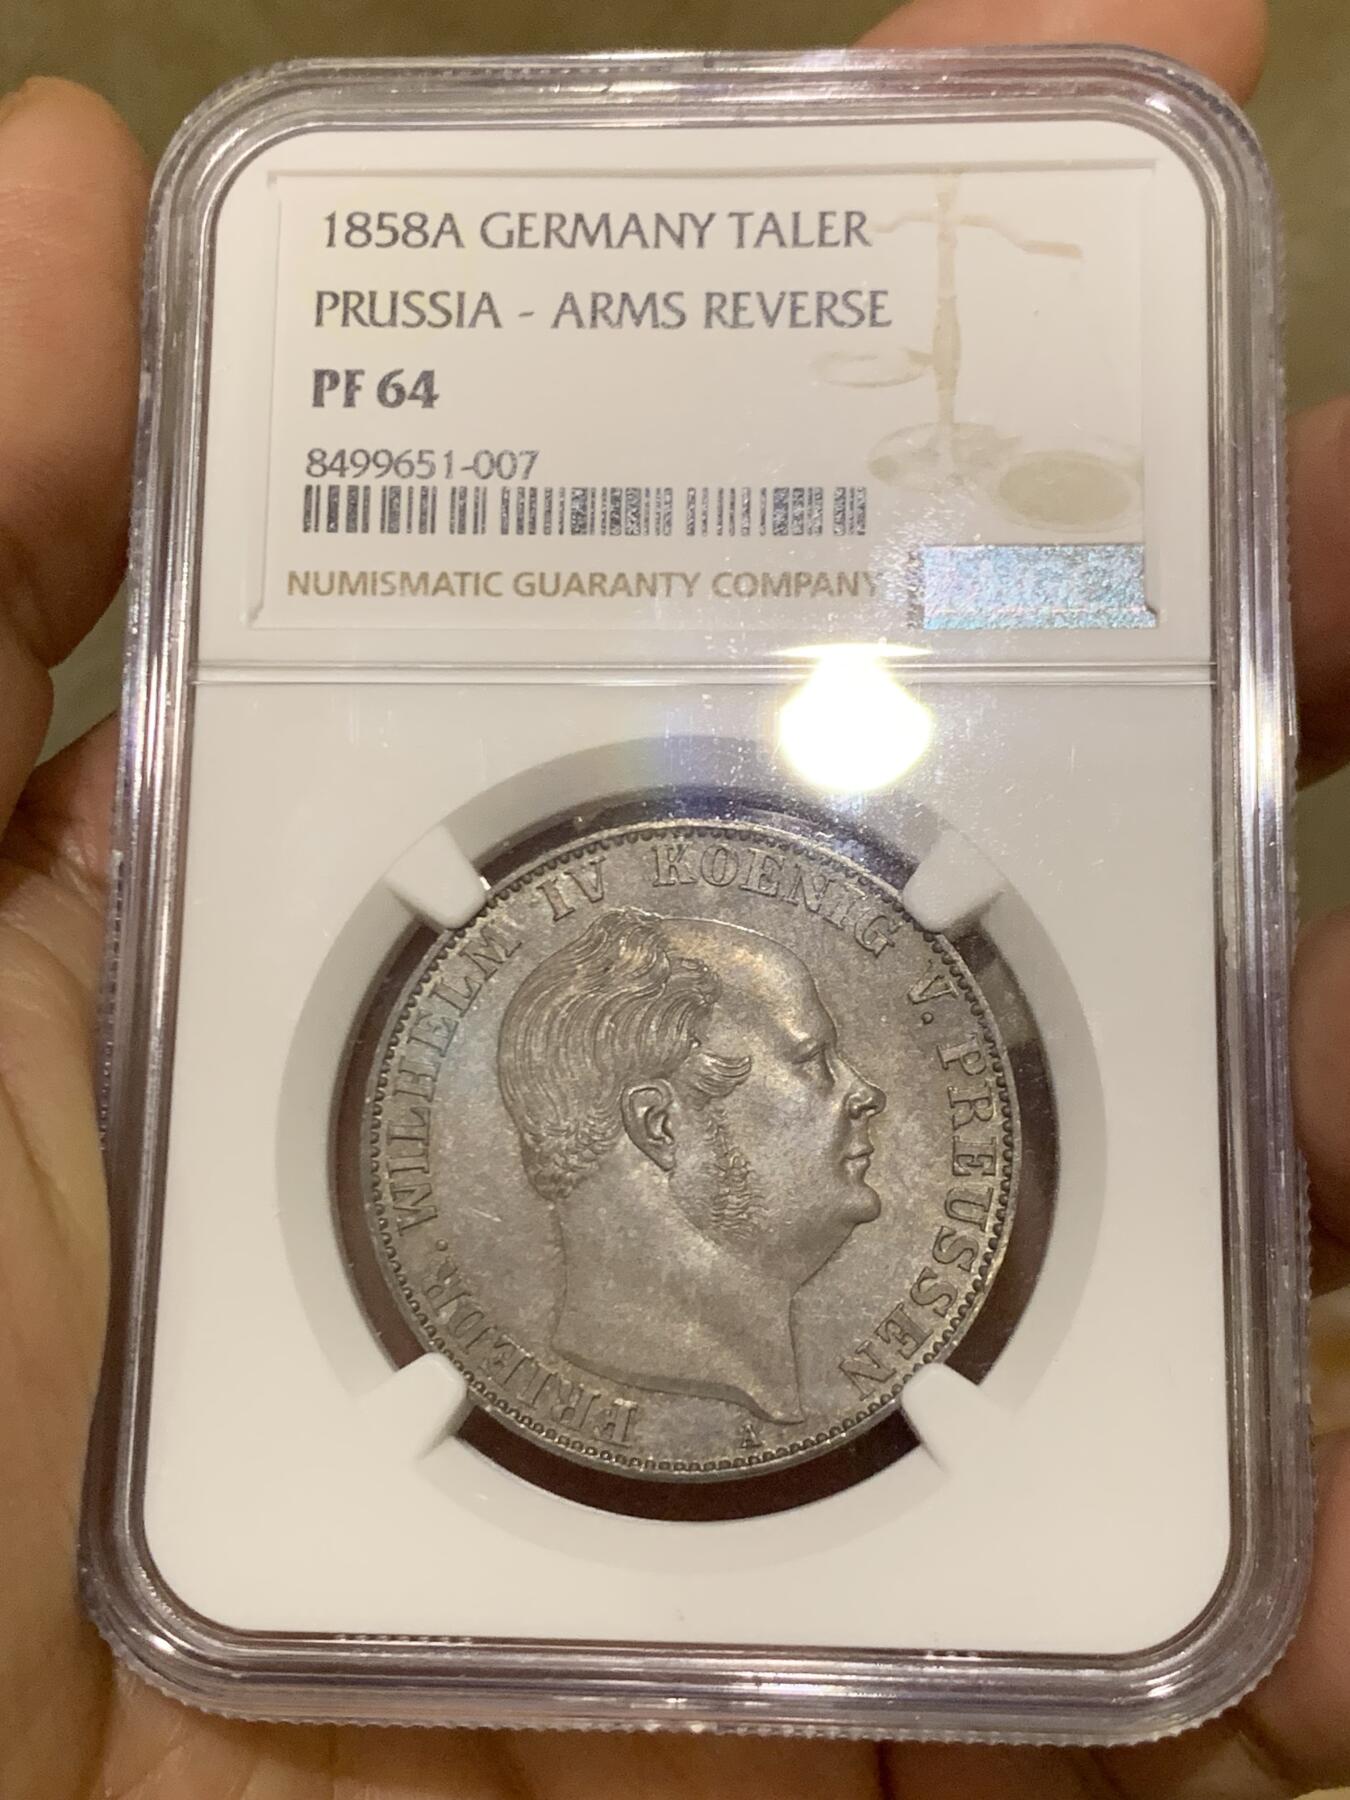 1858A GERMANY TALER
PRUSSIA - ARMS REVERSE
PF 64
8499651-007
NUMISMATIC GUARANTY COMPANY
FRIEDR. WILHELM IV KOENIG V. PREUSSEN
A